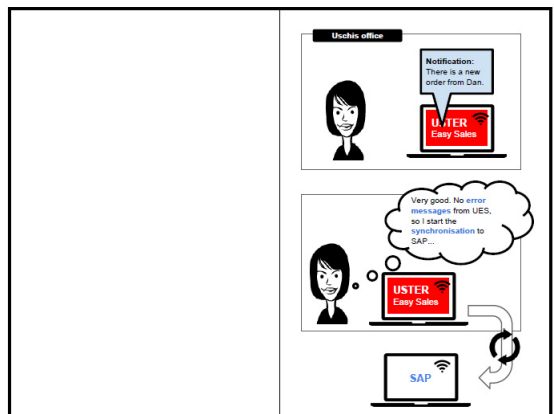 Uschis office
Notification:
There is a new
order from Dan.
USTER
Easy Sales
Very good. No error
messages from UES,
so I start the
synchronisation to
SAP...
USTER
Easy Sales
SAP